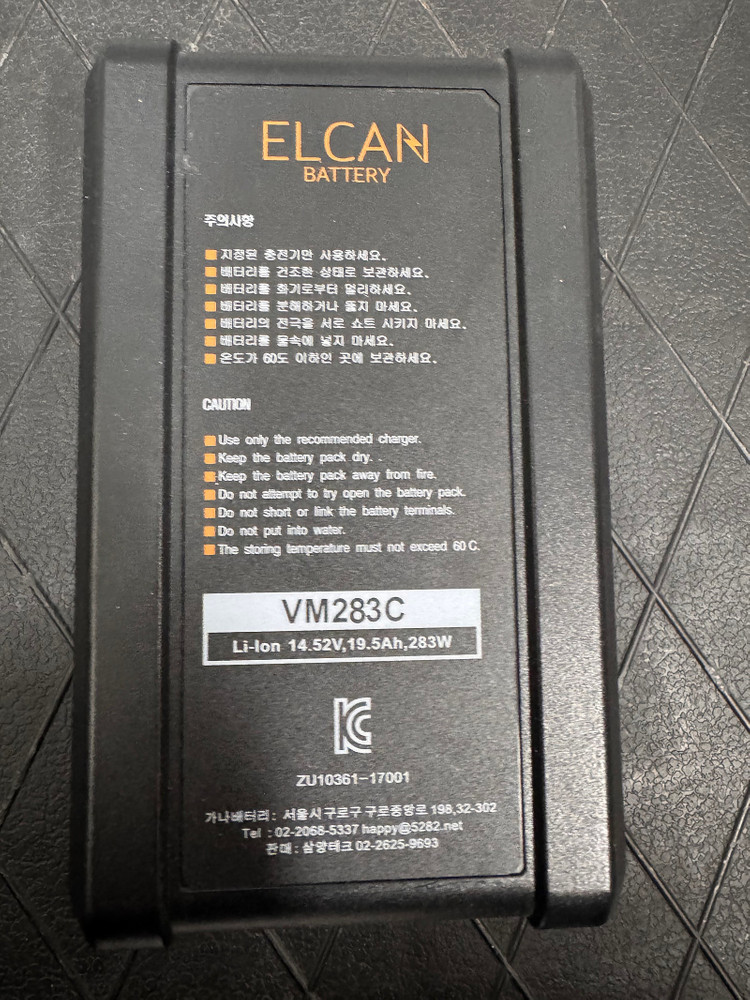 ELCAN
BATTERY
주의사항
지정된 충전기만 사용하세요.
배터리를 건조한 상태로 보관하세요.
배터리를 화기로부터 멀리하세요.
배터리를 분해하거나 뚫지 마세요.
배터리의 전극을 서로 쇼트 시키지 마세요.
배터리를 물속에 넣지 마세요.
온도가 60도 이하인 곳에 보관하세요.
CAUTION
Use only the recommended charger.
Keep the battery pack dry. .
Keep the battery pack away from fire.
Do not attempt to try open the battery pack.
Do not short or link the battery terminals.
Do not put into water.
The storing temperature must not exceed 60 C.
VM283C
Li-Ion 14.52V,19.5Ah,283W
KC
ZU10361-17001
가나배터리 : 서울시 구로구 구로중앙로 198,32-302
Tel : 02-2068-5337 happy@5282.net
판매 : 삼양테크 02-2625-9693